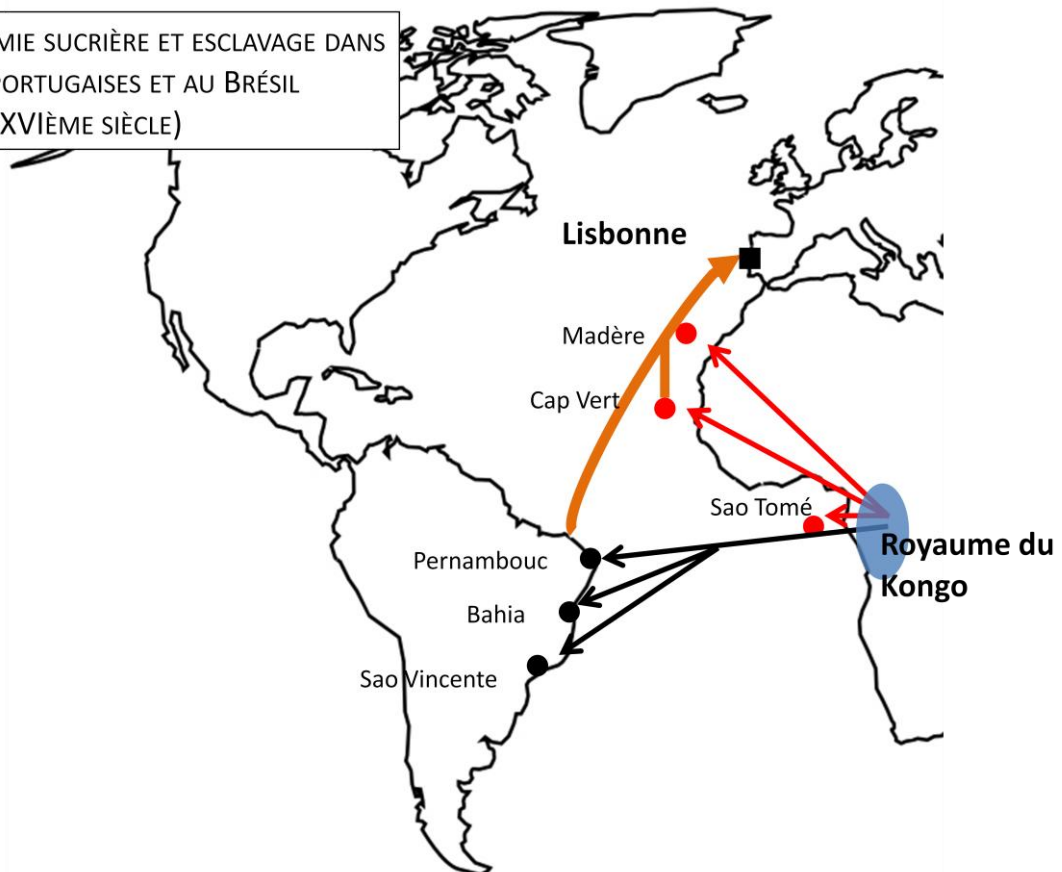 MIE SUCRIÈRE ET ESCLAVAGE DANS
PORTUGAISES ET AU BRÉSIL
XVIÈME SIÈCLE)
Lisbonne
Madère
Cap Vert
Sao Tomé
Royaume du
Kongo
Pernambouc
Bahia
Sao Vincente